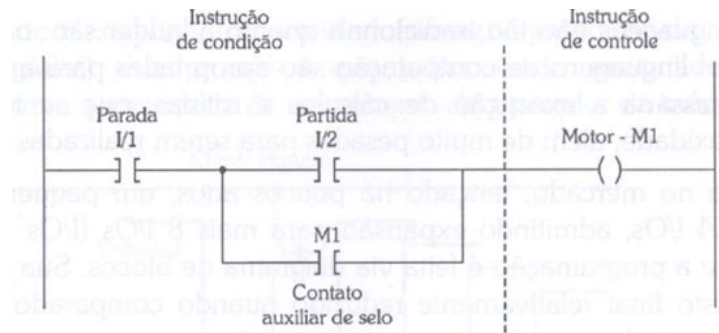 Instrução
de condição
Instrução
de controle
Parada
I/1
Partida
I/2
Motor - M1
M1
Contato
auxiliar de selo